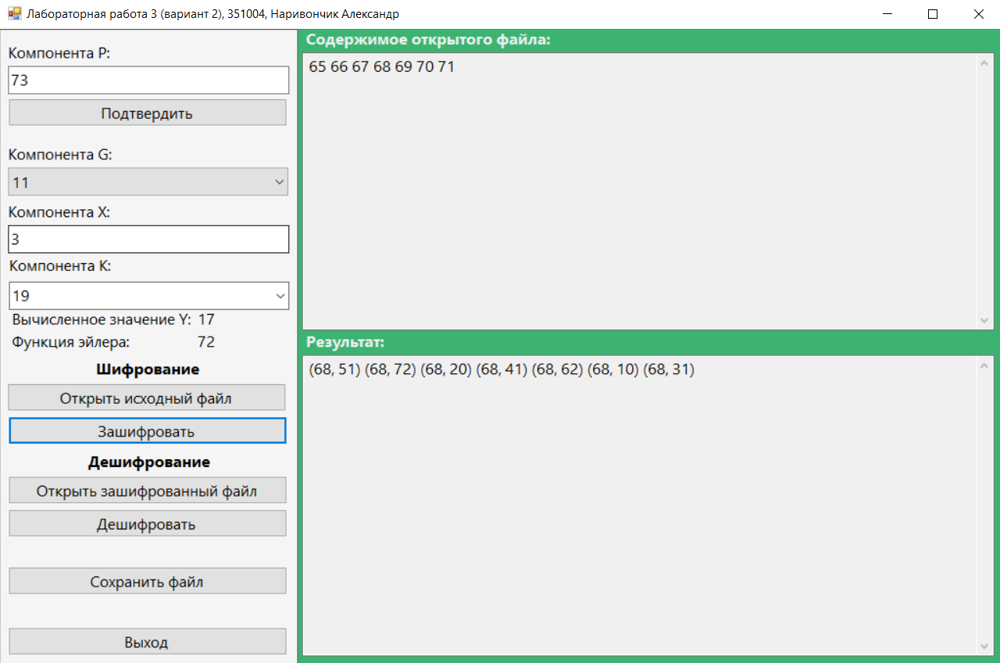 Лабораторная работа 3 (вариант 2), 351004, Наривончик Александр
Компонента P:
73
Подтвердить
Компонента G:
11
Компонента X:
3
Компонента K:
19
Вычисленное значение Y: 17
Функция эйлера: 72
Шифрование
Открыть исходный файл
Зашифровать
Дешифрование
Открыть зашифрованный файл
Дешифровать
Сохранить файл
Выход
Содержимое открытого файла:
65 66 67 68 69 70 71
Результат:
(68, 51) (68, 72) (68, 20) (68, 41) (68, 62) (68, 10) (68, 31)